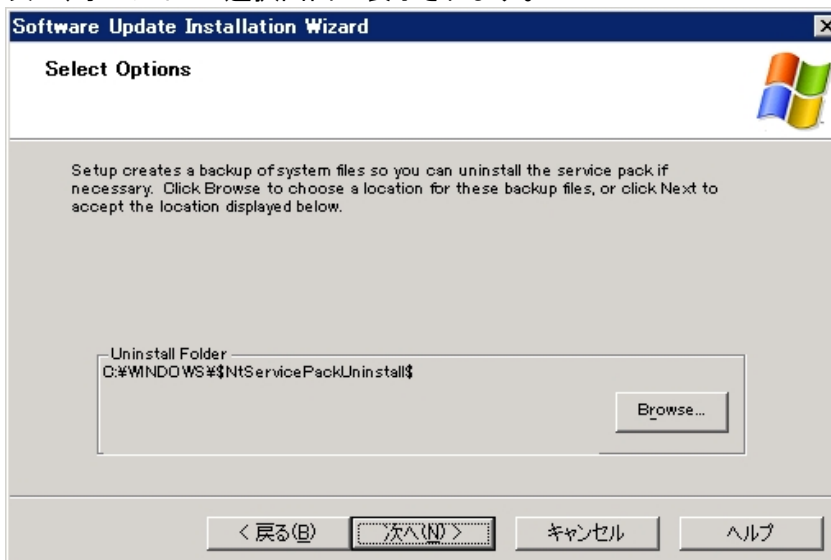 Software Update Installation Wizard
Select Options
Setup creates a backup of system files so you can uninstall the service pack if
necessary. Click Browse to choose a location for these backup files, or click Next to
accept the location displayed below.
Uninstall Folder
C:¥WINDOWS¥$NtServicePackUninstall$
Browse...
< 戻る(B)
次へ(N) >
キャンセル
ヘルプ